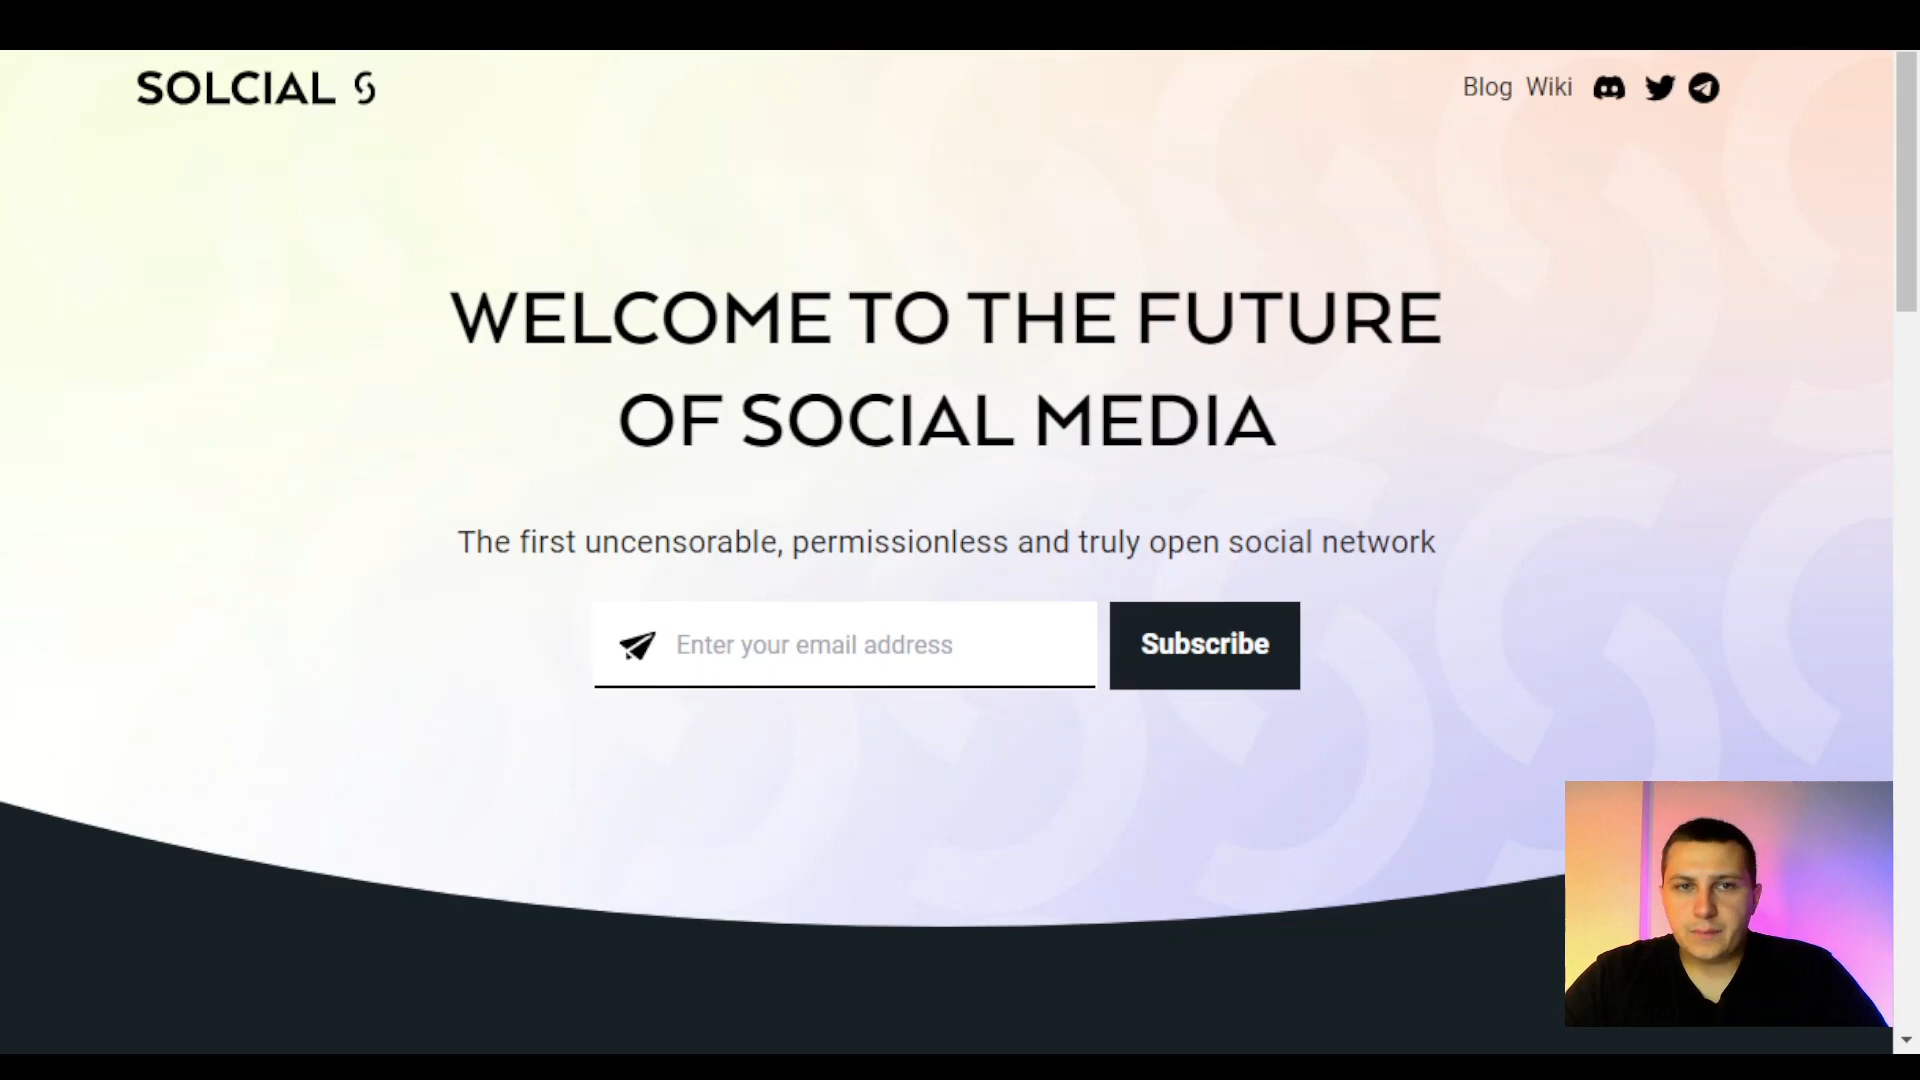 SOLCIAL
Blog Wiki
WELCOME TO THE FUTURE
OF SOCIAL MEDIA
The first uncensorable, permissionless and truly open social network
Enter your email address
Subscribe